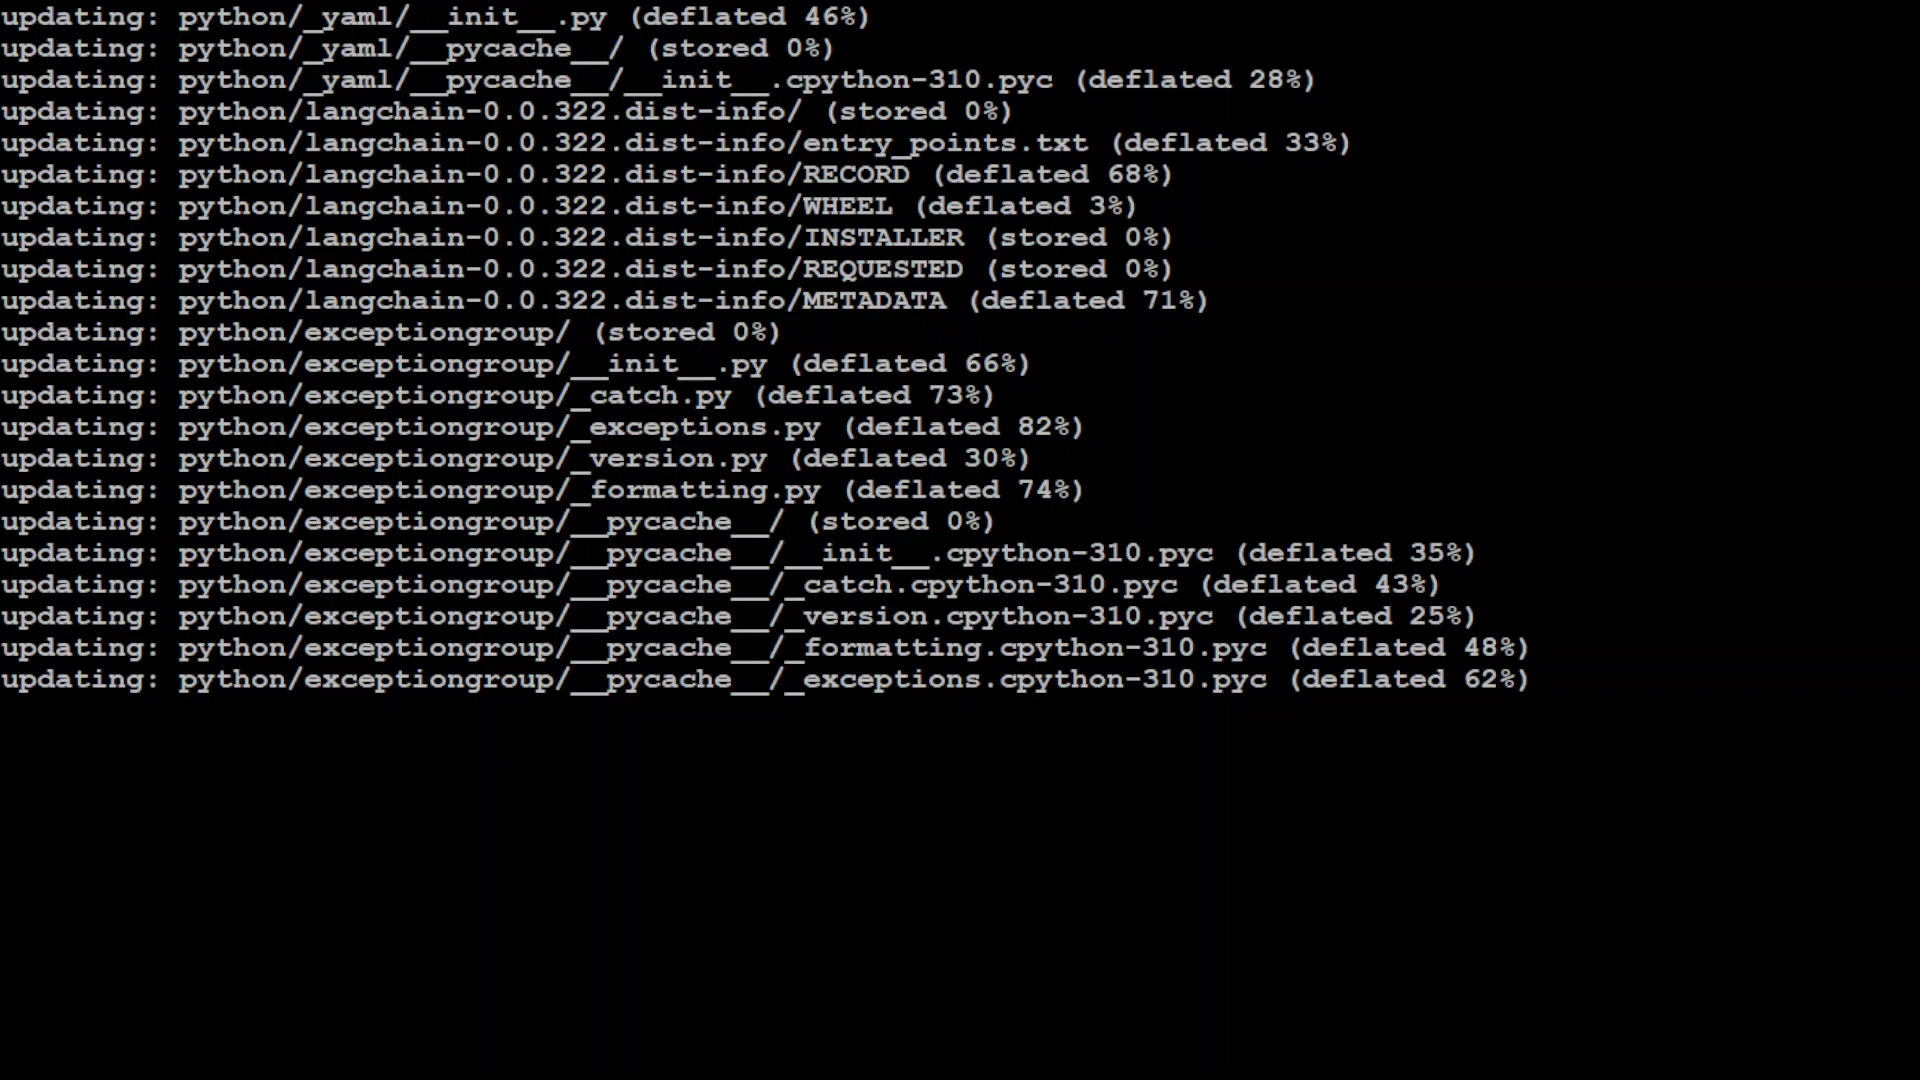 updating: python/_yaml/__init__.py (deflated 46%)
updating: python/_yaml/__pycache__/ (stored 0%)
updating: python/_yaml/__pycache__/__init__.cpython-310.pyc (deflated 28%)
updating: python/langchain-0.0.322.dist-info/ (stored 0%)
updating: python/langchain-0.0.322.dist-info/entry_points.txt (deflated 33%)
updating: python/langchain-0.0.322.dist-info/RECORD (deflated 68%)
updating: python/langchain-0.0.322.dist-info/WHEEL (deflated 3%)
updating: python/langchain-0.0.322.dist-info/INSTALLER (stored 0%)
updating: python/langchain-0.0.322.dist-info/REQUESTED (stored 0%)
updating: python/langchain-0.0.322.dist-info/METADATA (deflated 71%)
updating: python/exceptiongroup/ (stored 0%)
updating: python/exceptiongroup/__init__.py (deflated 66%)
updating: python/exceptiongroup/_catch.py (deflated 73%)
updating: python/exceptiongroup/_exceptions.py (deflated 82%)
updating: python/exceptiongroup/_version.py (deflated 30%)
updating: python/exceptiongroup/_formatting.py (deflated 74%)
updating: python/exceptiongroup/__pycache__/ (stored 0%)
updating: python/exceptiongroup/__pycache__/__init__.cpython-310.pyc (deflated 35%)
updating: python/exceptiongroup/__pycache__/_catch.cpython-310.pyc (deflated 43%)
updating: python/exceptiongroup/__pycache__/_version.cpython-310.pyc (deflated 25%)
updating: python/exceptiongroup/__pycache__/_formatting.cpython-310.pyc (deflated 48%)
updating: python/exceptiongroup/__pycache__/_exceptions.cpython-310.pyc (deflated 62%)